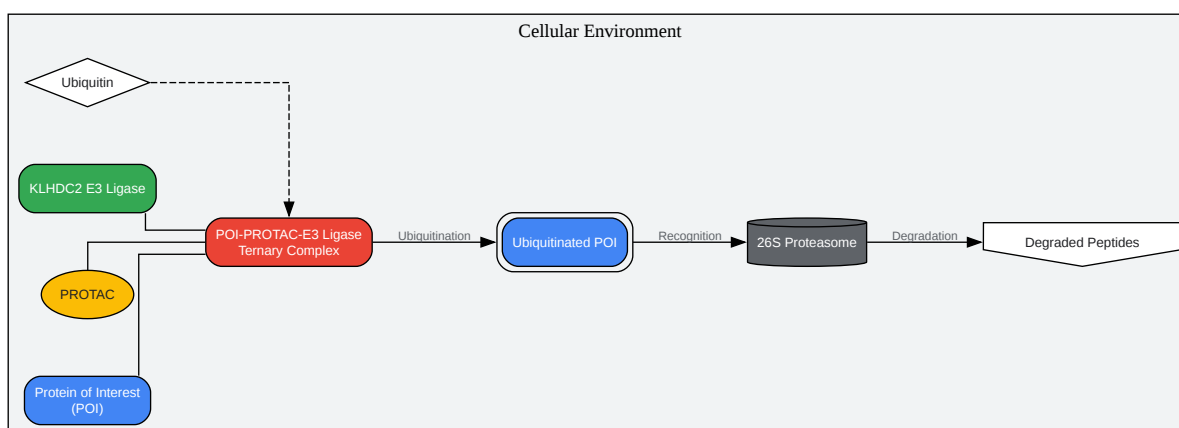 Cellular Environment
Ubiquitin
KLHDC2 E3 Ligase
POI-PROTAC-E3 Ligase
Ternary Complex
Ubiquitination
Ubiquitinated POI
Recognition
26S Proteasome
Degradation
Degraded Peptides
PROTAC
Protein of Interest
(POI)